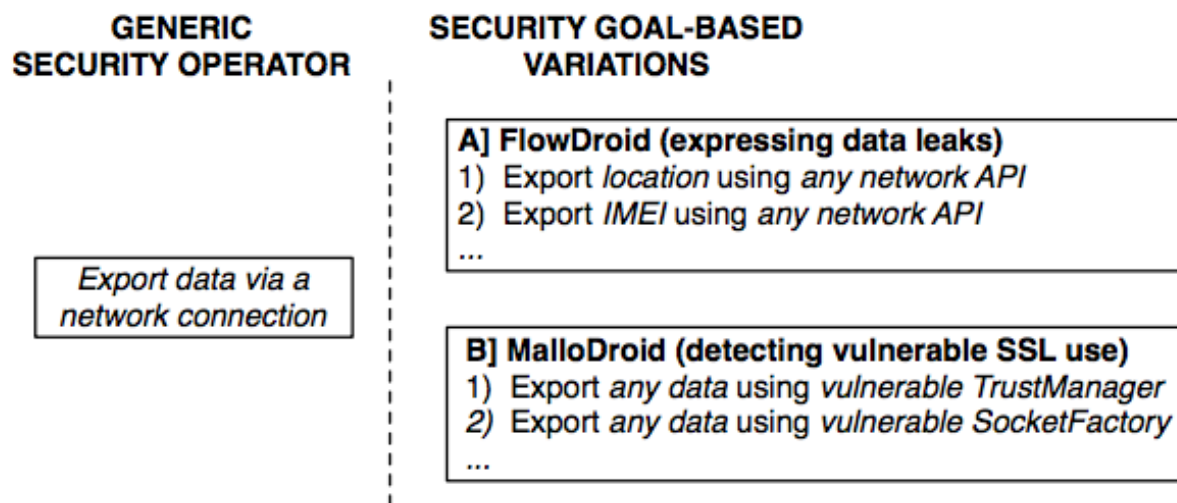 GENERIC
SECURITY OPERATOR
SECURITY GOAL-BASED
VARIATIONS
Export data via a
network connection
A] FlowDroid (expressing data leaks)
1) Export location using any network API
2) Export IMEI using any network API
...
B] MalloDroid (detecting vulnerable SSL use)
1) Export any data using vulnerable TrustManager
2) Export any data using vulnerable SocketFactory
...